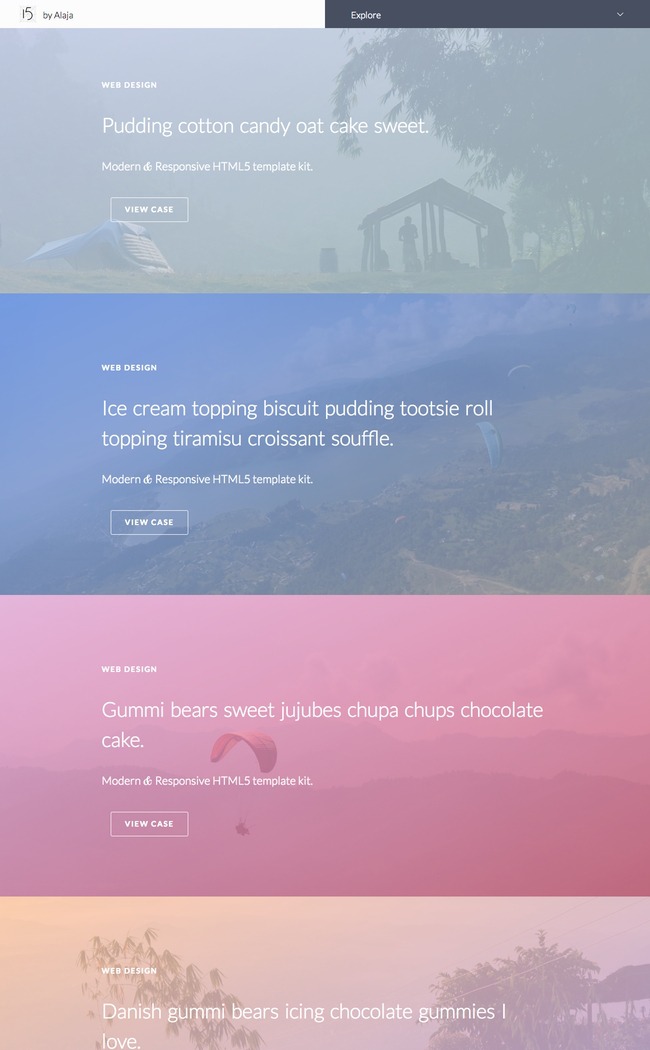 15 by Alaja
Explore
WEB DESIGN
Pudding cotton candy oat cake sweet.
Modern & Responsive HTML5 template kit.
VIEW CASE
WEB DESIGN
Ice cream topping biscuit pudding tootsie roll
topping tiramisu croissant souffle.
Modern & Responsive HTML5 template kit.
VIEW CASE
WEB DESIGN
Gummi bears sweet jujubes chupa chups chocolate
cake.
Modern & Responsive HTML5 template kit.
VIEW CASE
WEB DESIGN
Danish gummi bears icing chocolate gummies I
love.